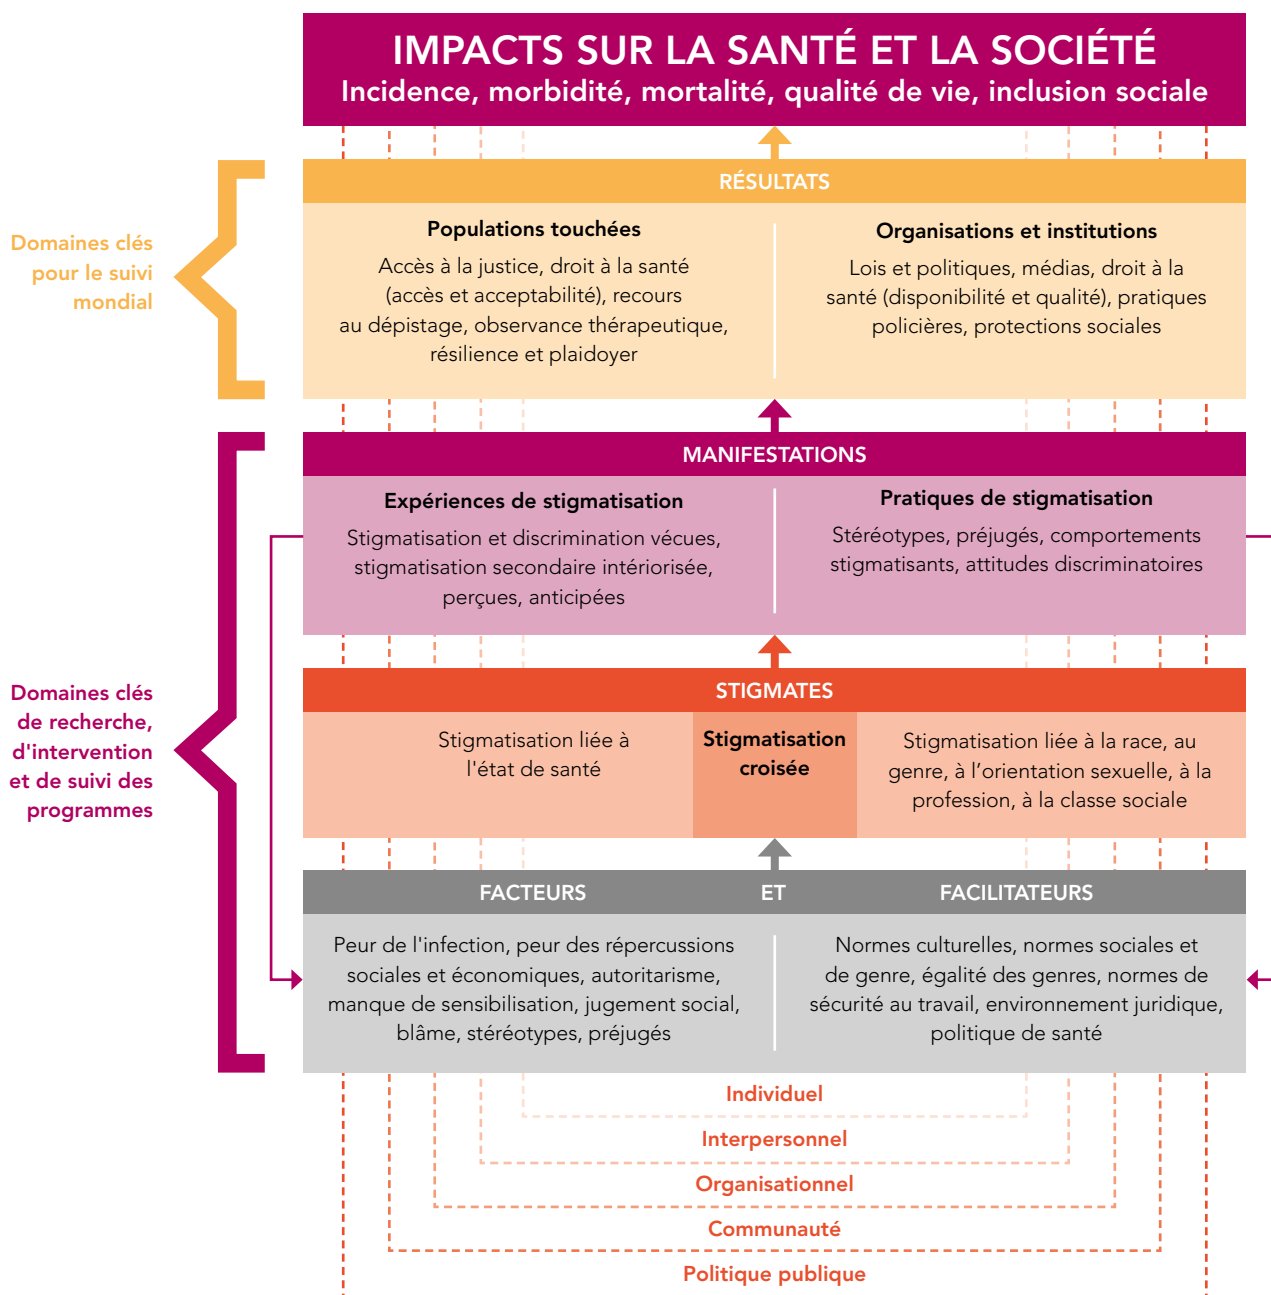 IMPACTS SUR LA SANTÉ ET LA SOCIÉTÉ
Incidence, morbidité, mortalité, qualité de vie, inclusion sociale
Domaines clés
pour le suivi
mondial
RÉSULTATS
Populations touchées
Accès à la justice, droit à la santé
(accès et acceptabilité), recours
au dépistage, observance thérapeutique,
résilience et plaidoyer
Organisations et institutions
Lois et politiques, médias, droit à la
santé (disponibilité et qualité), pratiques
policières, protections sociales
Domaines clés
de recherche,
d'intervention
et de suivi des
programmes
MANIFESTATIONS
Expériences de stigmatisation
Stigmatisation et discrimination vécues,
stigmatisation secondaire intériorisée,
perçues, anticipées
Pratiques de stigmatisation
Stéréotypes, préjugés, comportements
stigmatisants, attitudes discriminatoires
STIGMATES
Stigmatisation liée à
l'état de santé
Stigmatisation
croisée
Stigmatisation liée à la race, au
genre, à l’orientation sexuelle, à la
profession, à la classe sociale
FACTEURS ET FACILITATEURS
Peur de l'infection, peur des répercussions
sociales et économiques, autoritarisme,
manque de sensibilisation, jugement social,
blâme, stéréotypes, préjugés
Normes culturelles, normes sociales et
de genre, égalité des genres, normes de
sécurité au travail, environnement juridique,
politique de santé
Individuel
Interpersonnel
Organisationnel
Communauté
Politique publique